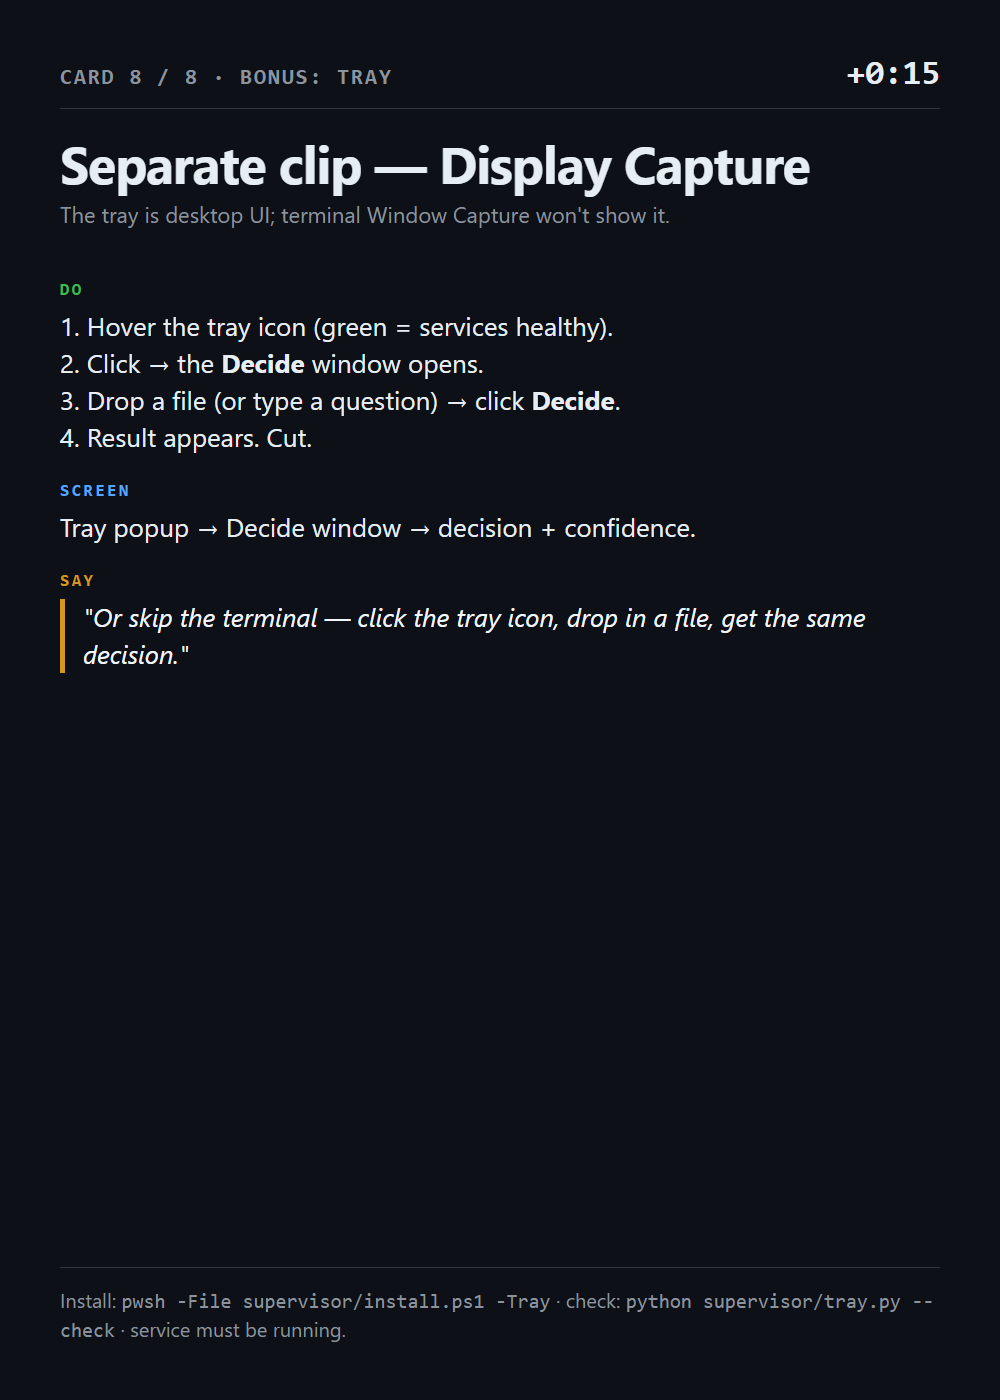 CARD 8 / 8 · BONUS: TRAY
+0:15
Separate clip — Display Capture
The tray is desktop UI; terminal Window Capture won't show it.
DO
1. Hover the tray icon (green = services healthy).
2. Click → the Decide window opens.
3. Drop a file (or type a question) → click Decide.
4. Result appears. Cut.
SCREEN
Tray popup → Decide window → decision + confidence.
SAY
"Or skip the terminal — click the tray icon, drop in a file, get the same
decision."
Install: pwsh -File supervisor/install.ps1 -Tray · check: python supervisor/tray.py --
check · service must be running.